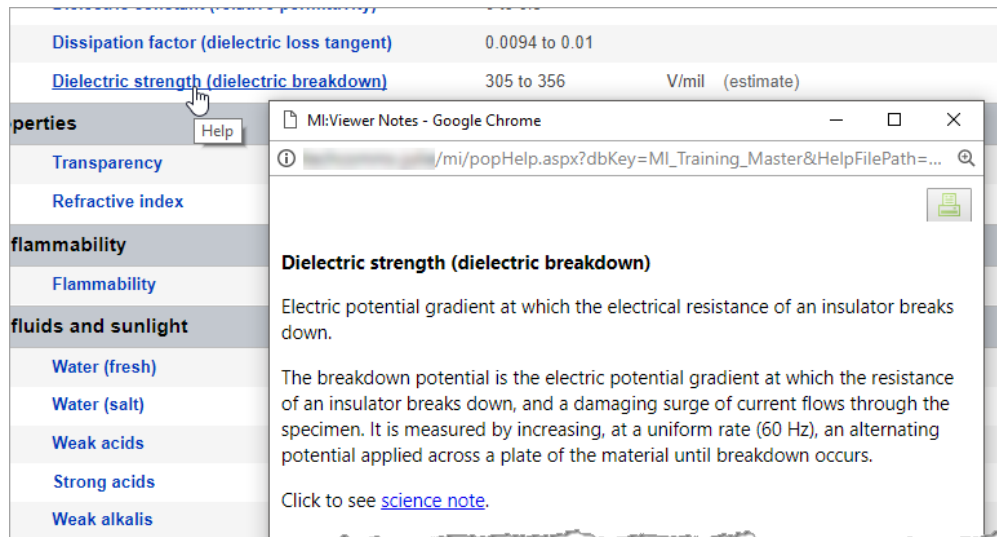 Dissipation factor (dielectric loss tangent) 0.0094 to 0.01
Dielectric strength (dielectric breakdown) 305 to 356 V/mil (estimate)
Help
perties
Transparency
Refractive index
flammability
Flammability
fluids and sunlight
Water (fresh)
Water (salt)
Weak acids
Strong acids
Weak alkalis
MI:Viewer Notes - Google Chrome
/mi/popHelp.aspx?dbKey=MI_Training_Master&HelpFilePath=...
Dielectric strength (dielectric breakdown)
Electric potential gradient at which the electrical resistance of an insulator breaks
down.
The breakdown potential is the electric potential gradient at which the resistance
of an insulator breaks down, and a damaging surge of current flows through the
specimen. It is measured by increasing, at a uniform rate (60 Hz), an alternating
potential applied across a plate of the material until breakdown occurs.
Click to see science note.